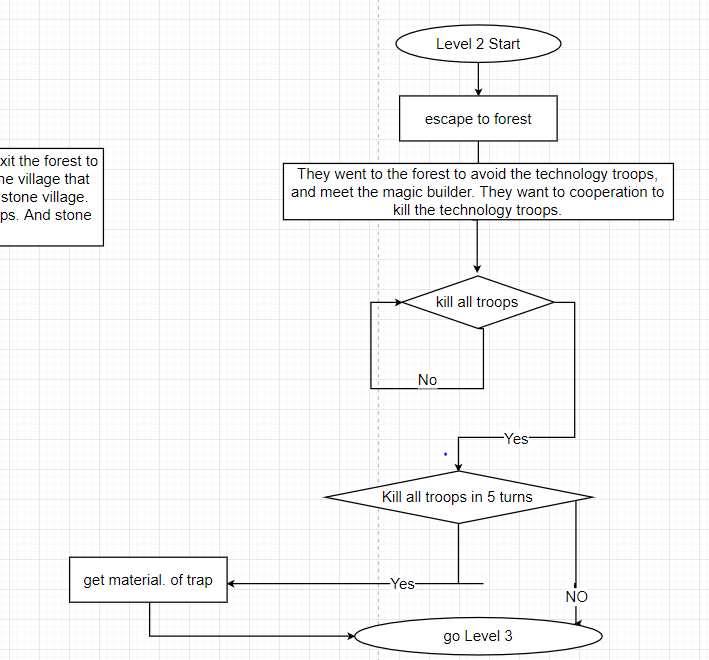 Level 2 Start
escape to forest
xit the forest to
ne village that
stone village.
ps. And stone
They went to the forest to avoid the technology troops,
and meet the magic builder. They want to cooperation to
kill the technology troops.
kill all troops
No
Yes
Kill all troops in 5 turns
get material. of trap
Yes
NO
go Level 3